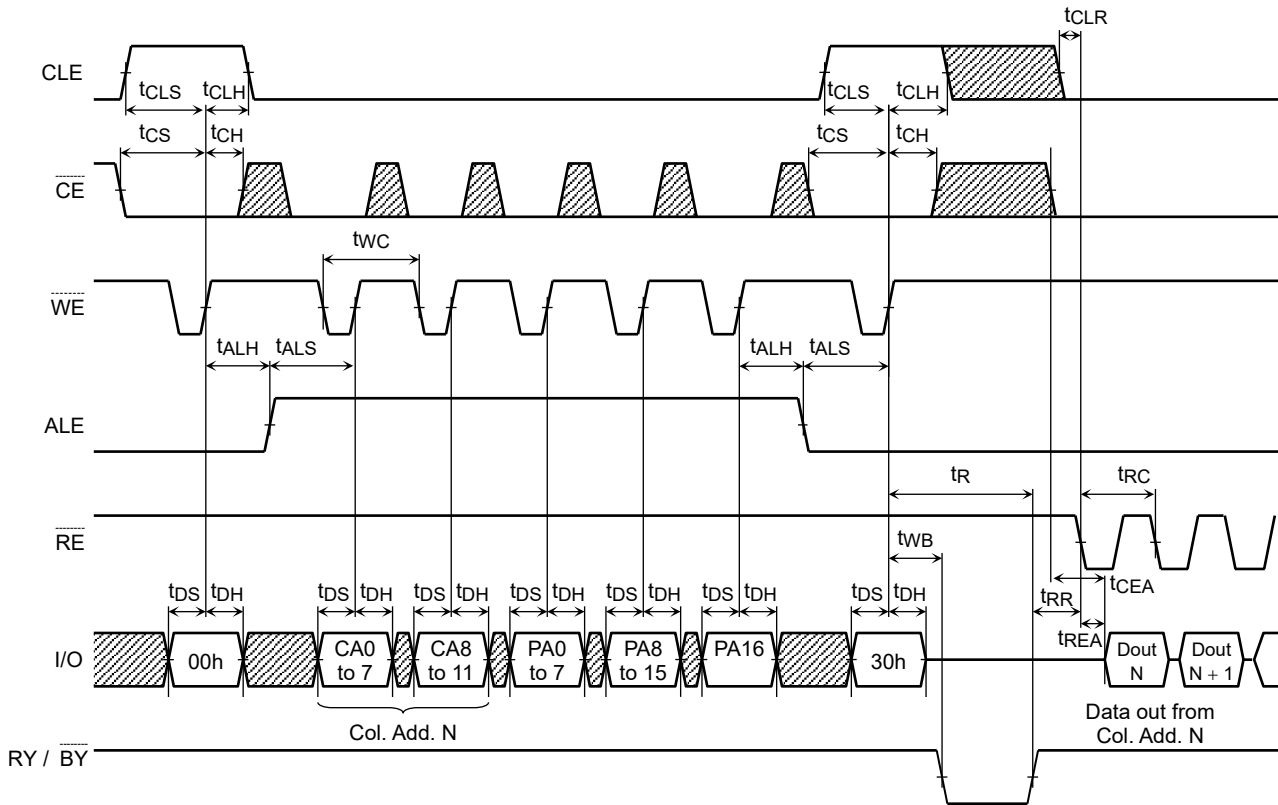 tCLR
CLE
tCLS tCLH tCLS tCLH
tCS tCH tCS tCH
CE
tWC
WE
tALH tALS tALH tALS
ALE
tR tRC
RE
tWB
tDS tDH tDS tDH tDS tDH tDS tDH tDS tDH tDS tDH tDS tDH tRR tCEA
tREA
I/O 00h CA0 to 7 CA8 to 11 PA0 to 7 PA8 to 15 PA16 30h Dout N Dout N + 1
Col. Add. N
Data out from
Col. Add. N
RY / BY